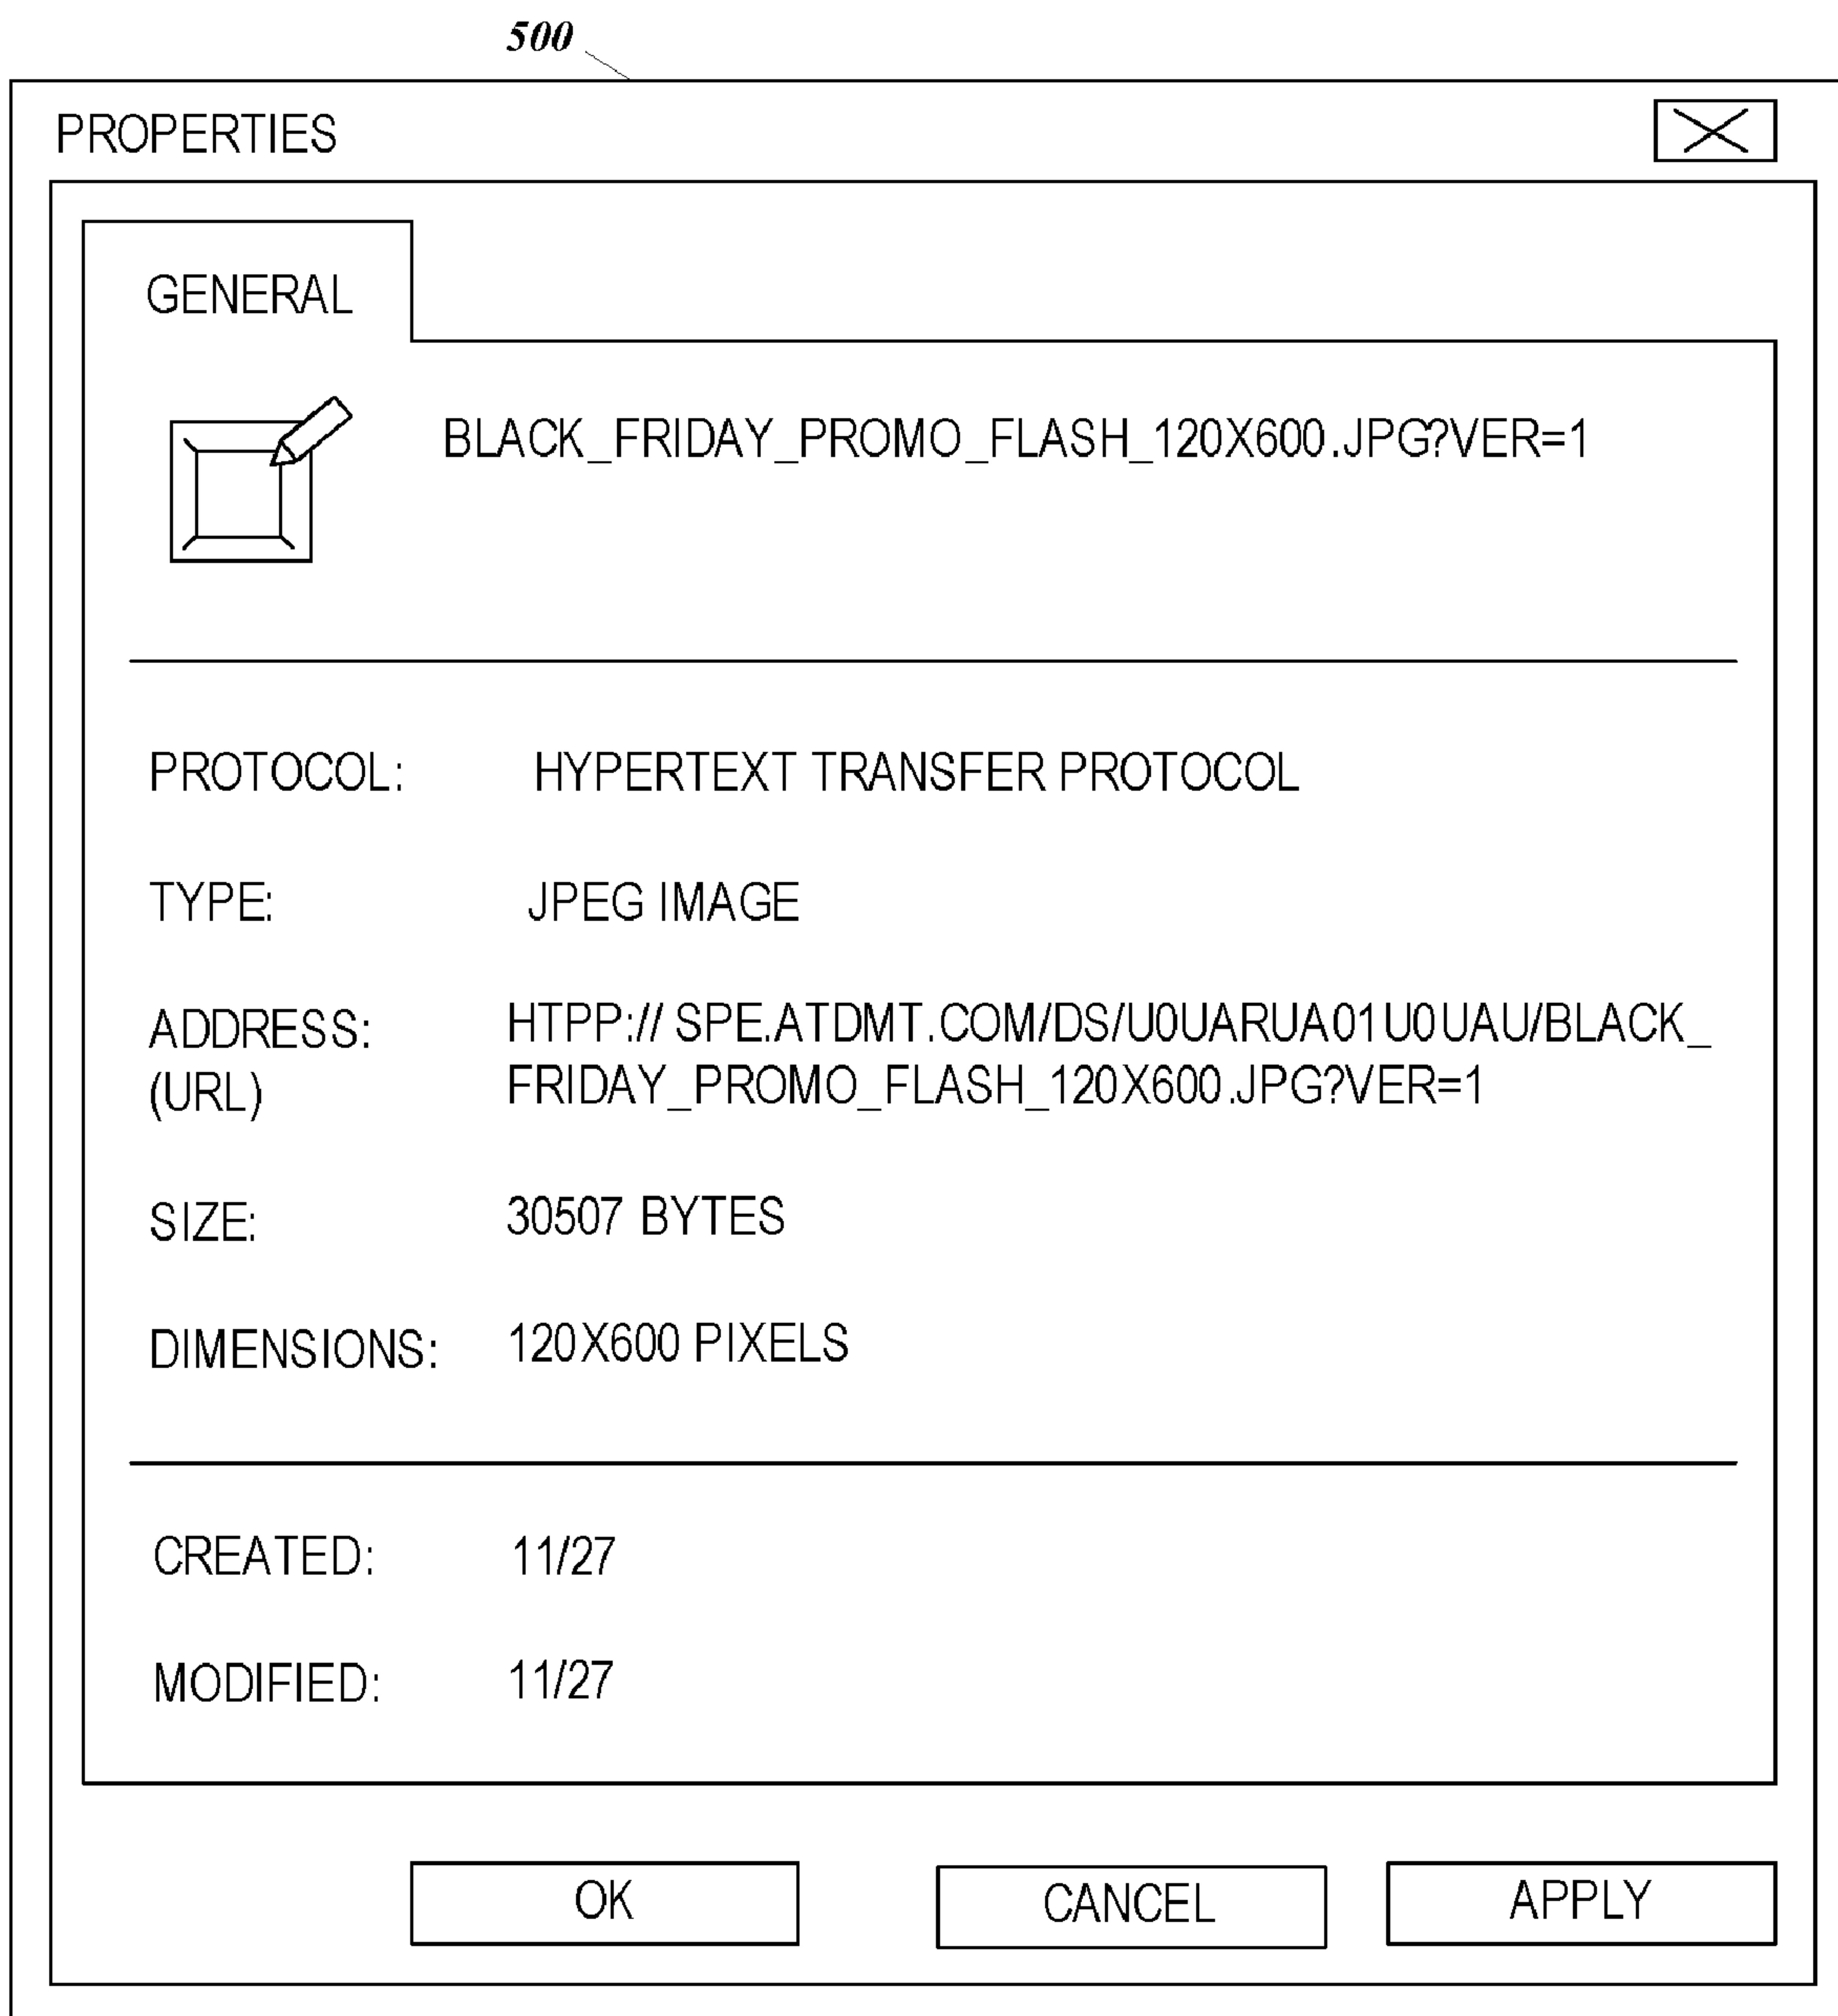 500
PROPERTIES
GENERAL
BLACK_FRIDAY_PROMO_FLASH_120X600.JPG?VER=1
PROTOCOL: HYPERTEXT TRANSFER PROTOCOL
TYPE: JPEG IMAGE
ADDRESS: HTPP:// SPE.ATDMT.COM/DS/U0UARUA01U0UAU/BLACK_
(URL) FRIDAY_PROMO_FLASH_120X600.JPG?VER=1
SIZE: 30507 BYTES
DIMENSIONS: 120X600 PIXELS
CREATED: 11/27
MODIFIED: 11/27
OK CANCEL APPLY